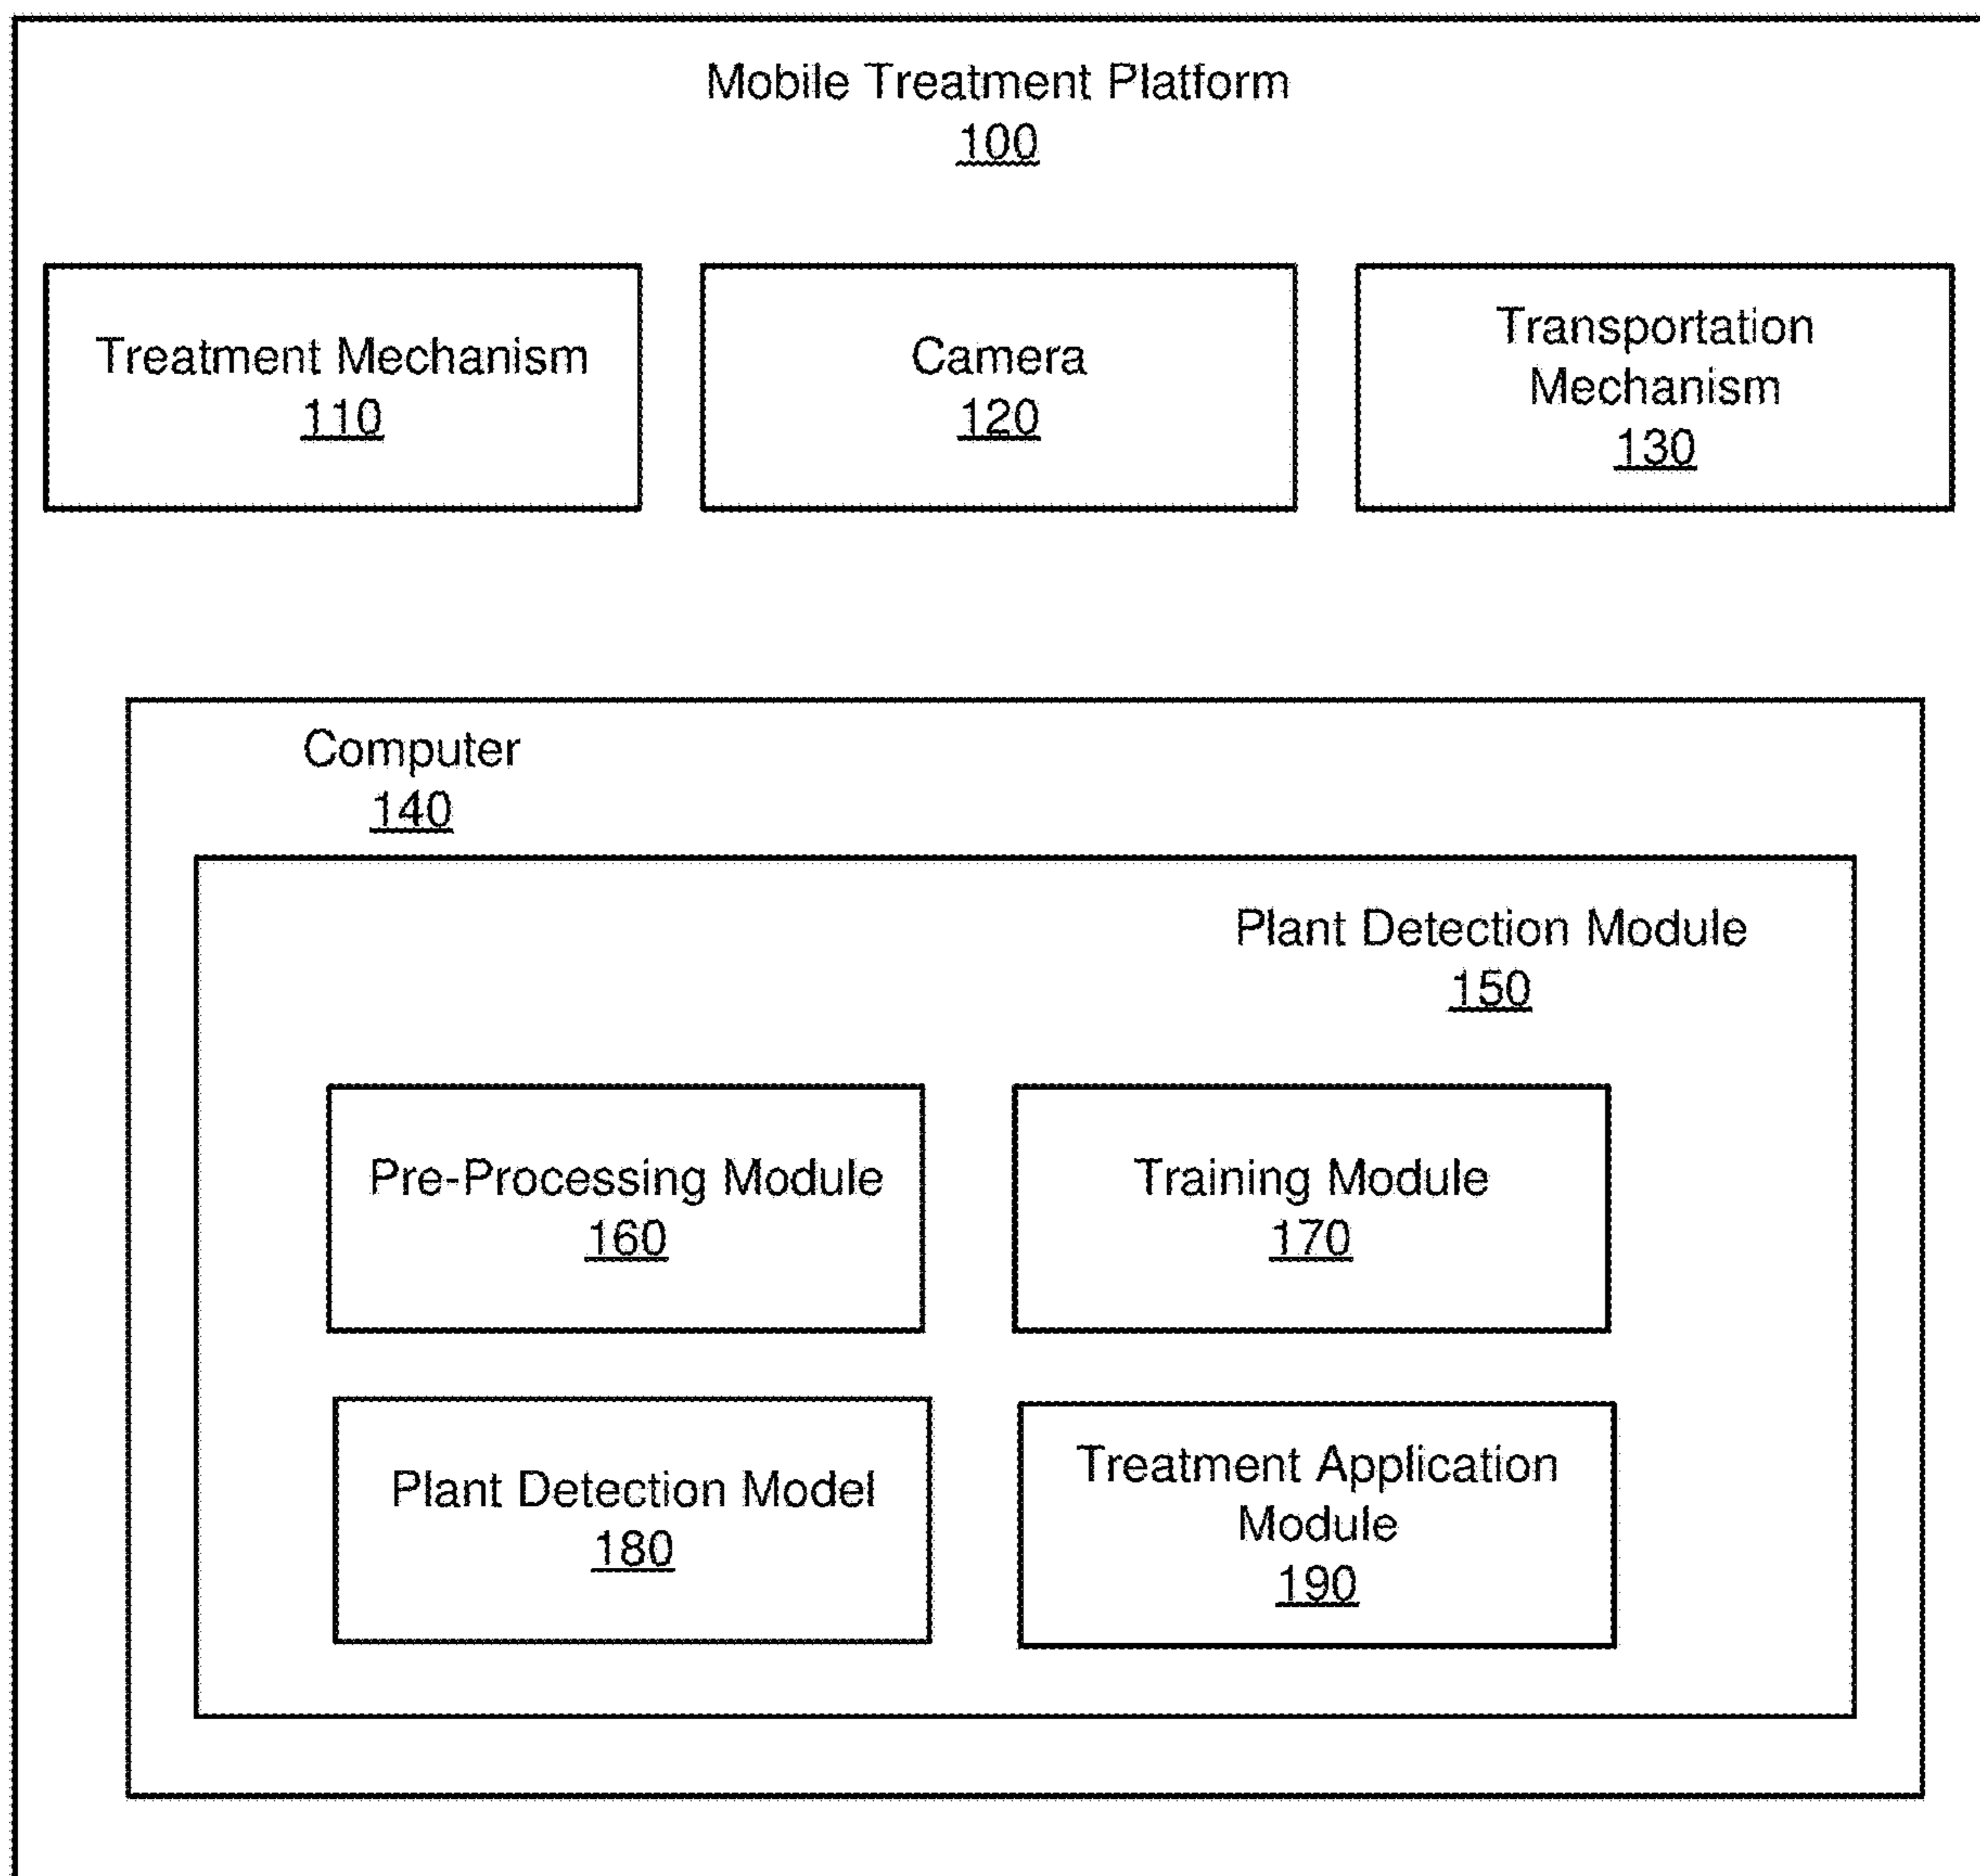 Mobile Treatment Platform
100
Treatment Mechanism
110
Camera
120
Transportation
Mechanism
130
Computer
140
Plant Detection Module
150
Pre-Processing Module
160
Training Module
170
Plant Detection Model
180
Treatment Application
Module
190